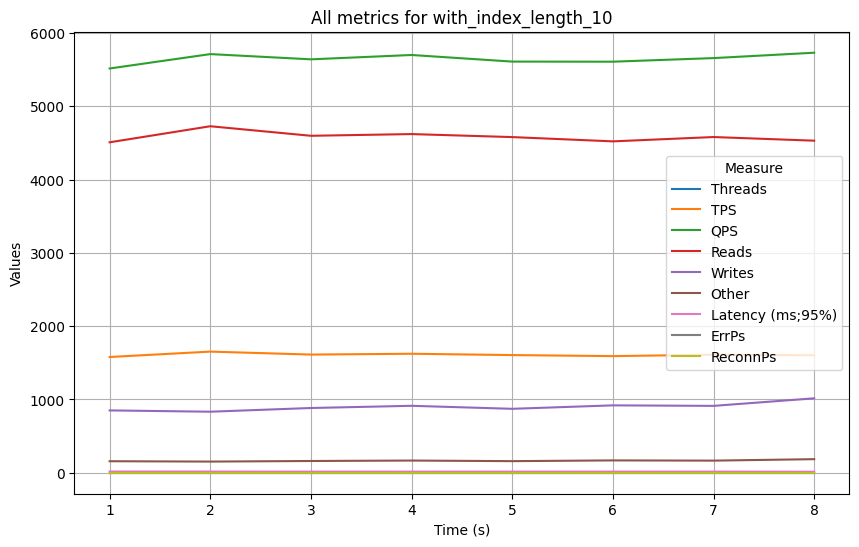 All metrics for with_index_length_10
6000
5000
4000
3000
2000
1000
0
Values
Measure
Threads
TPS
QPS
Reads
Writes
Other
Latency (ms;95%)
ErrPs
ReconnPs
1 2 3 4 5 6 7 8
Time (s)